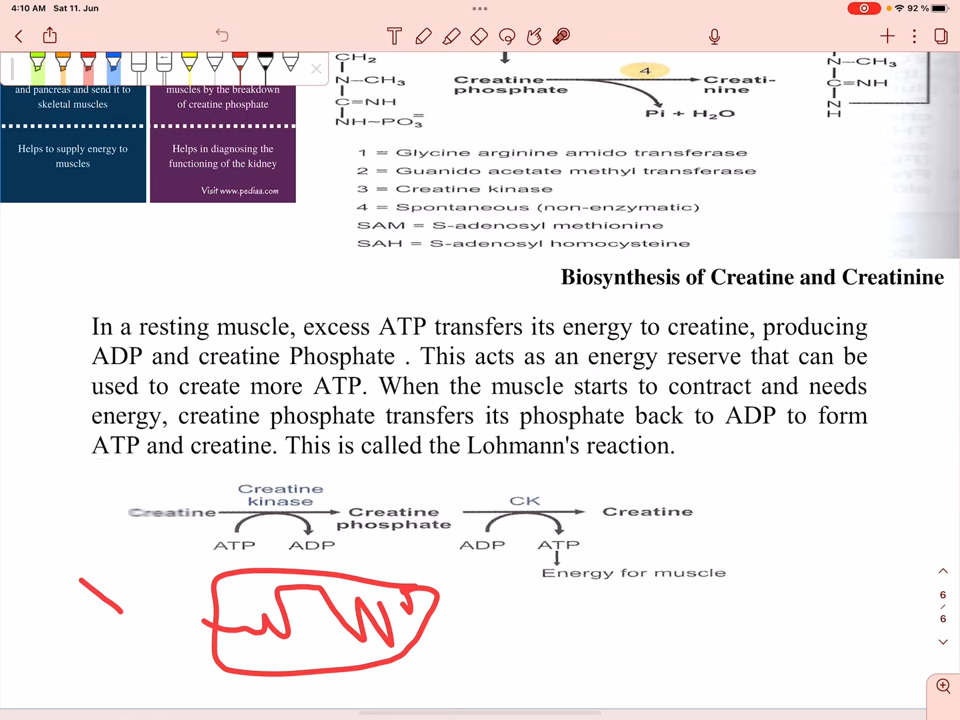 4:10 AM Sat 11. Jun
92 %
and pancreas and send it to
skeletal muscles
muscles by the breakdown
of creatine phosphate
Helps to supply energy to
muscles
Helps in diagnosing the
functioning of the kidney
Visit www.pediaa.com
CH2
N—CH3
C=NH
NH~PO3=
Creatine
phosphate
4
Creati-
nine
Pi + H2O
N—CH3
C=NH
N
H
1 = Glycine arginine amido transferase
2 = Guanido acetate methyl transferase
3 = Creatine kinase
4 = Spontaneous (non-enzymatic)
SAM = S-adenosyl methionine
SAH = S-adenosyl homocysteine
Biosynthesis of Creatine and Creatinine
In a resting muscle, excess ATP transfers its energy to creatine, producing
ADP and creatine Phosphate . This acts as an energy reserve that can be
used to create more ATP. When the muscle starts to contract and needs
energy, creatine phosphate transfers its phosphate back to ADP to form
ATP and creatine. This is called the Lohmann's reaction.
Creatine
Creatine
kinase
Creatine
phosphate
CK
Creatine
ATP
ADP
ADP
ATP
Energy for muscle
6
/
6